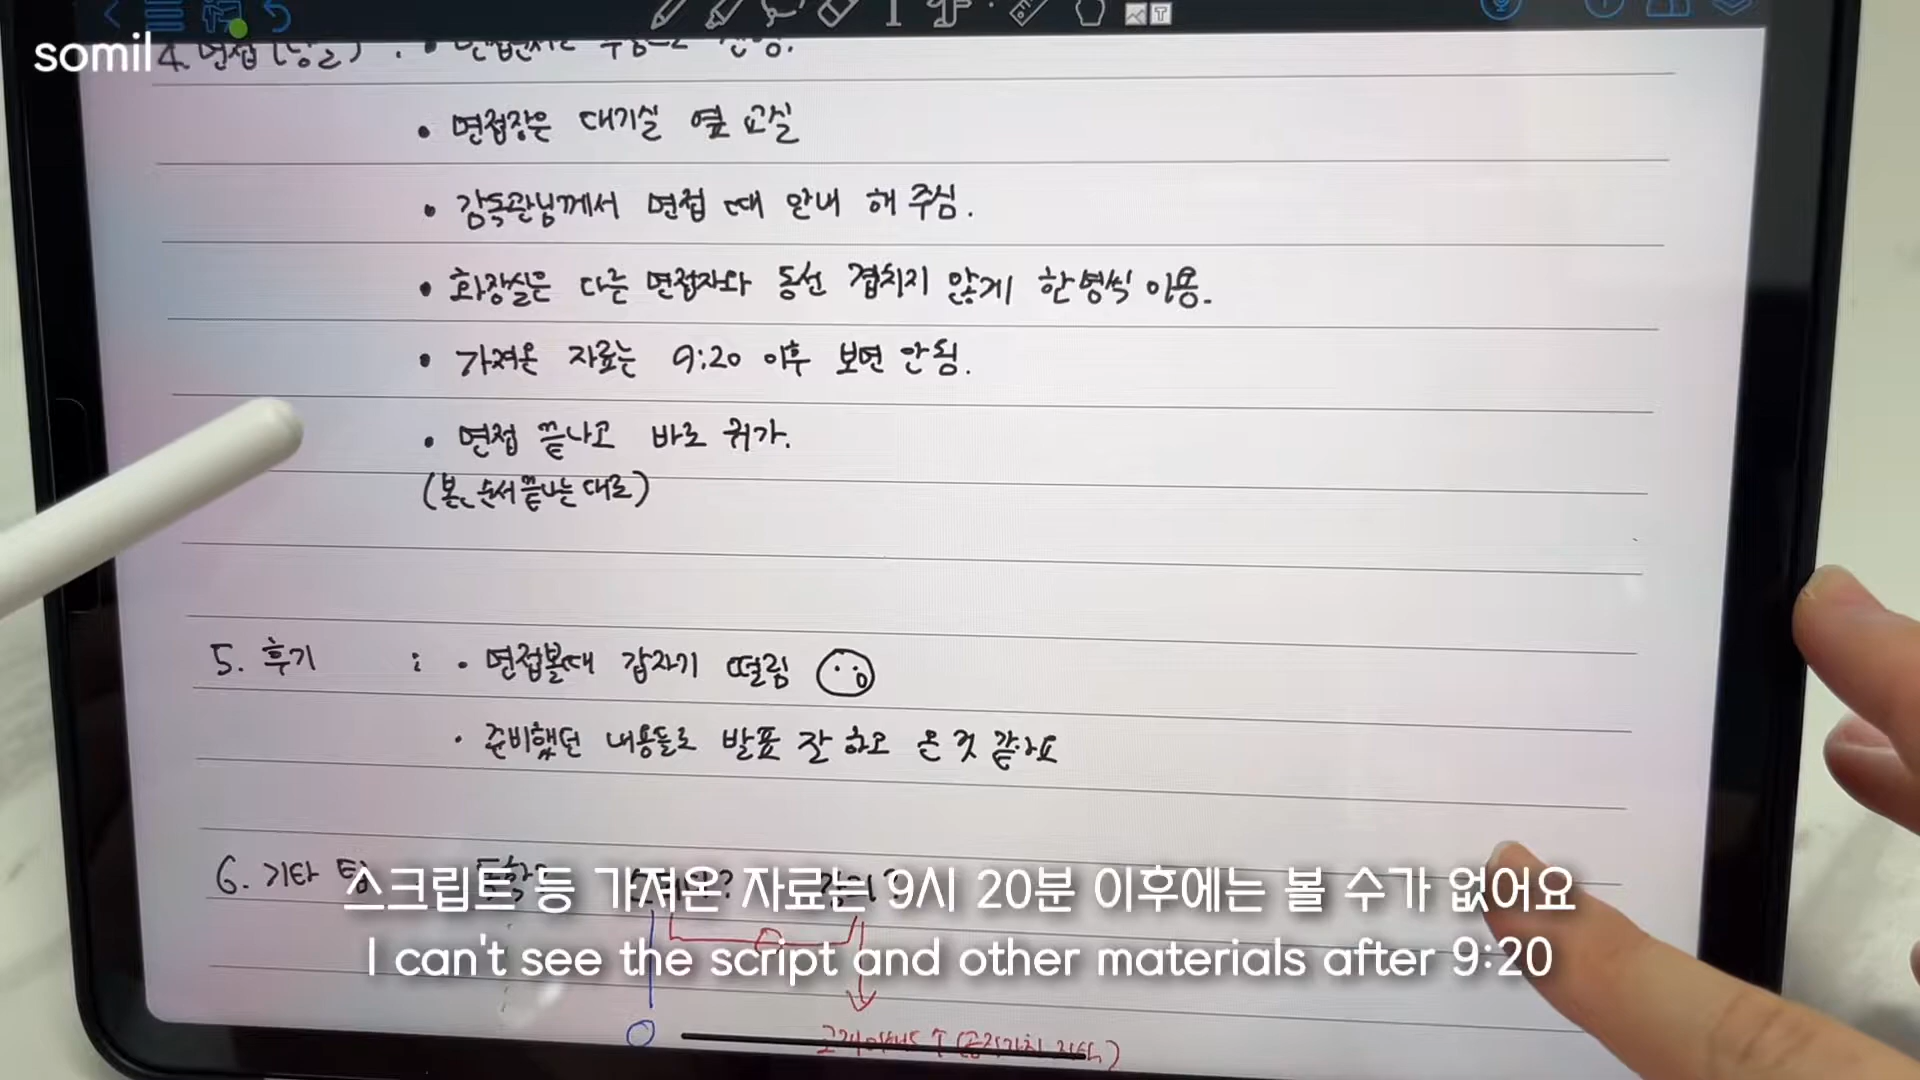 somil
4. 면접(당일) :
• 면접장은 대기실 옆 교실
• 감독관님께서 면접 때 안내 해 주심.
• 화장실은 다른 면접자와 동선 겹치지 않게 한명씩 이용.
• 가져온 자료는 9:20 이후 보면 안됨.
• 면접 끝나고 바로 귀가.
(본인 순서 끝나는 대로)
5. 후기 : • 면접볼때 갑자기 떨림
• 준비했던 내용들로 발표 잘 하고 온 것 같아요
6. 기타 팁
스크립트 등 가져온 자료는 9시 20분 이후에는 볼 수가 없어요
I can't see the script and other materials after 9:20